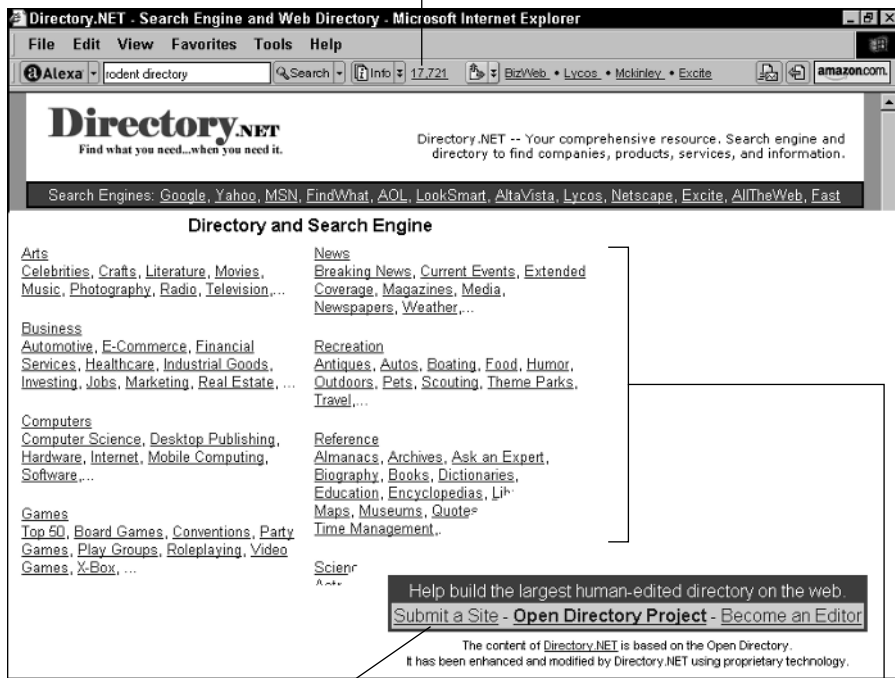 Directory.NET - Search Engine and Web Directory - Microsoft Internet Explorer
File Edit View Favorites Tools Help
Alexa rodent directory Search Info 17,721 BizWeb • Lycos • Mckinley • Excite amazon.com.
Directory.NET
Find what you need...when you need it.
Directory.NET -- Your comprehensive resource. Search engine and
directory to find companies, products, services, and information.
Search Engines: Google, Yahoo, MSN, FindWhat, AOL, LookSmart, AltaVista, Lycos, Netscape, Excite, AllTheWeb, Fast
Directory and Search Engine
Arts
Celebrities, Crafts, Literature, Movies,
Music, Photography, Radio, Television,...
Business
Automotive, E-Commerce, Financial
Services, Healthcare, Industrial Goods,
Investing, Jobs, Marketing, Real Estate, ...
Computers
Computer Science, Desktop Publishing,
Hardware, Internet, Mobile Computing,
Software,...
Games
Top 50, Board Games, Conventions, Party
Games, Play Groups, Roleplaying, Video
Games, X-Box, ...
News
Breaking News, Current Events, Extended
Coverage, Magazines, Media,
Newspapers, Weather,...
Recreation
Antiques, Autos, Boating, Food, Humor,
Outdoors, Pets, Scouting, Theme Parks,
Travel,...
Reference
Almanacs, Archives, Ask an Expert,
Biography, Books, Dictionaries,
Education, Encyclopedias,
Maps, Museums, Quotes
Time Management,.
Help build the largest human-edited directory on the web.
Submit a Site - Open Directory Project - Become an Editor
The content of Directory.NET is based on the Open Directory.
It has been enhanced and modified by Directory.NET using proprietary technology.